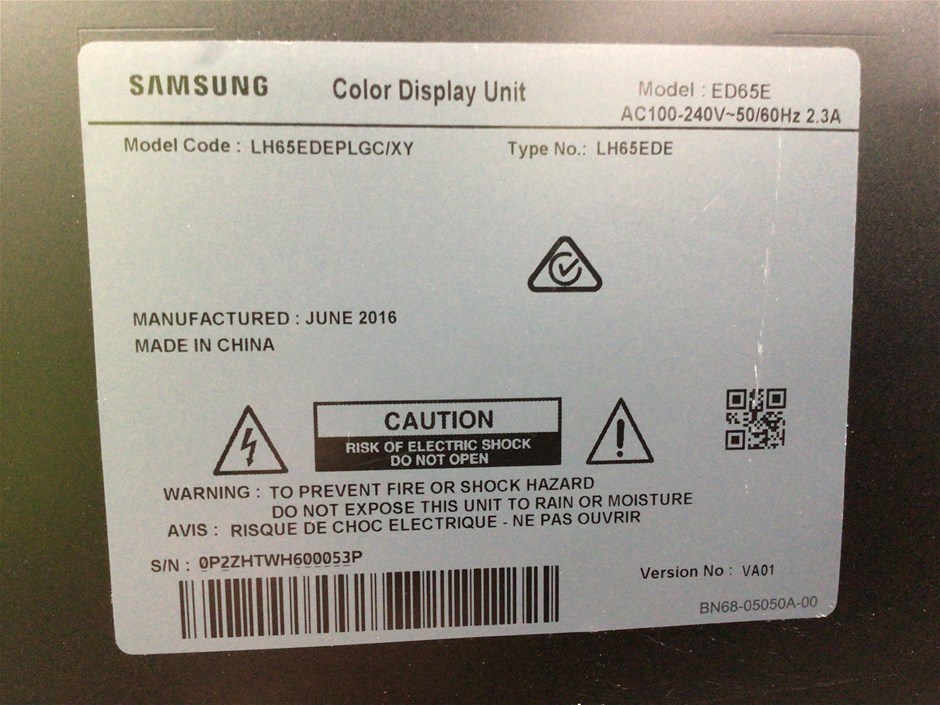 SAMSUNG Color Display Unit Model : ED65E
AC100-240V~50/60Hz 2.3A
Model Code : LH65EDEPLGC/XY Type No.: LH65EDE
MANUFACTURED : JUNE 2016
MADE IN CHINA
CAUTION
RISK OF ELECTRIC SHOCK
DO NOT OPEN
WARNING : TO PREVENT FIRE OR SHOCK HAZARD
DO NOT EXPOSE THIS UNIT TO RAIN OR MOISTURE
AVIS : RISQUE DE CHOC ELECTRIQUE - NE PAS OUVRIR
S/N : 0P2ZHTWH600053P
Version No : VA01
BN68-05050A-00